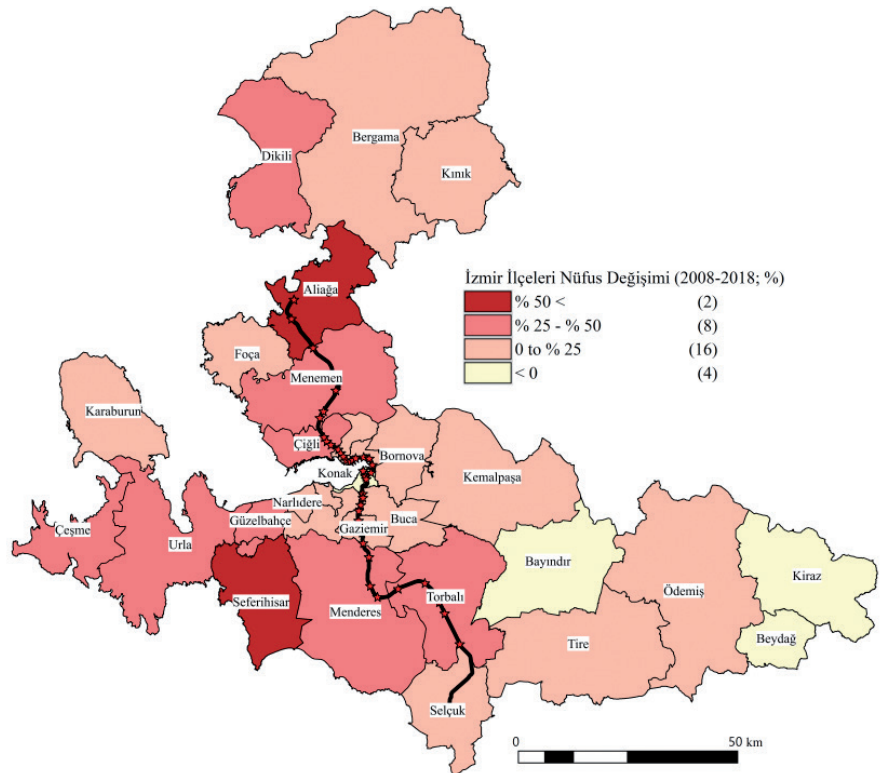 Bergama
Dikili
Kınık
İzmir İlçeleri Nüfus Değişimi (2008-2018; %)
% 50 < (2)
% 25 - % 50 (8)
0 to % 25 (16)
< 0 (4)
Aliağa
Foça
Menemen
Karaburun
Çiğli
Bornova
Konak
Kemalpaşa
Narlıdere
Güzelbahçe
Buca
Gaziemir
Çeşme
Urla
Bayındır
Kiraz
Ödemiş
Seferihisar
Menderes
Torbalı
Beydağ
Tire
Selçuk
0 50 km